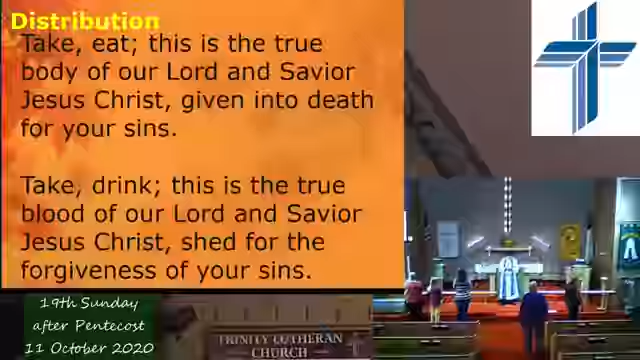 Distribution
Take, eat; this is the true
body of our Lord and Savior
Jesus Christ, given into death
for your sins.
Take, drink; this is the true
blood of our Lord and Savior
Jesus Christ, shed for the
forgiveness of your sins.
19th Sunday
after Pentecost
11 October 2020
TRINITY LUTHERAN
CHURCH